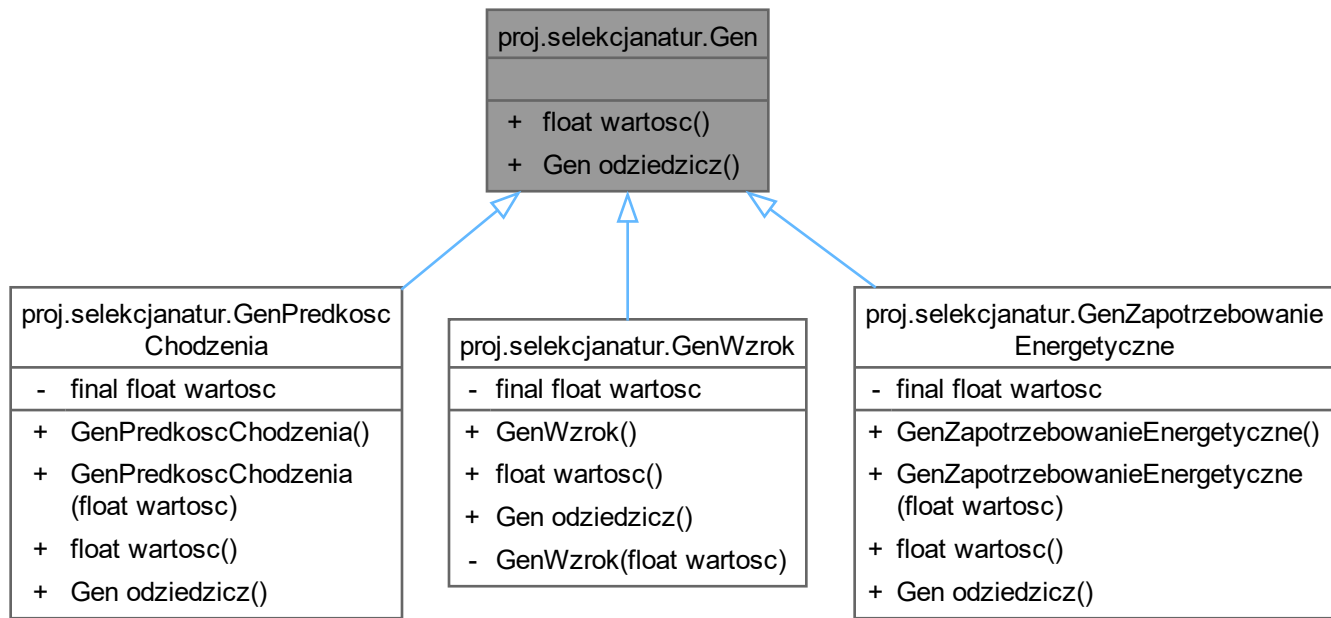 proj.selekcjanatur.Gen
+ float wartosc()
+ Gen odziedzicz()
proj.selekcjanatur.GenPredkosc
Chodzenia
- final float wartosc
+ GenPredkoscChodzenia()
+ GenPredkoscChodzenia
(float wartosc)
+ float wartosc()
+ Gen odziedzicz()
proj.selekcjanatur.GenWzrok
- final float wartosc
+ GenWzrok()
+ float wartosc()
+ Gen odziedzicz()
- GenWzrok(float wartosc)
proj.selekcjanatur.GenZapotrzebowanie
Energetyczne
- final float wartosc
+ GenZapotrzebowanieEnergetyczne()
+ GenZapotrzebowanieEnergetyczne
(float wartosc)
+ float wartosc()
+ Gen odziedzicz()